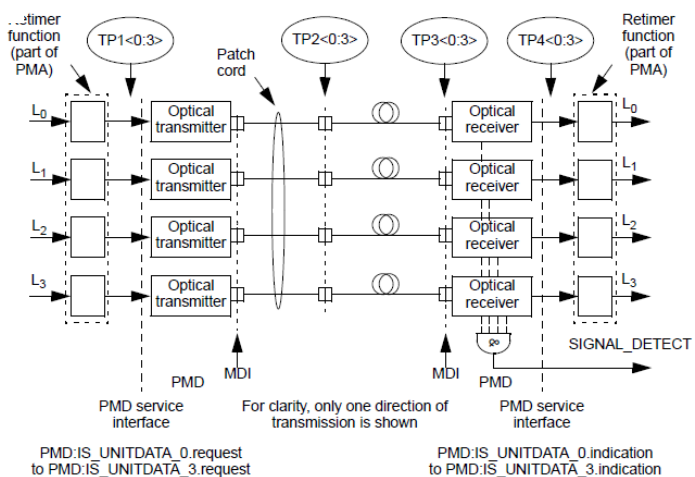 Retimer
function
(part of
PMA)
TP1<0:3>
Patch
cord
TP2<0:3>
TP3<0:3>
TP4<0:3>
Retimer
function
(part of
PMA)
L0
Optical
transmitter
Optical
receiver
L0
L1
Optical
transmitter
Optical
receiver
L1
L2
Optical
transmitter
Optical
receiver
L2
L3
Optical
transmitter
Optical
receiver
L3
&
SIGNAL_DETECT
PMD
MDI
MDI
PMD
PMD service
interface
For clarity, only one direction of
transmission is shown
PMD service
interface
PMD:IS_UNITDATA_0.request
to PMD:IS_UNITDATA_3.request
PMD:IS_UNITDATA_0.indication
to PMD:IS_UNITDATA_3.indication